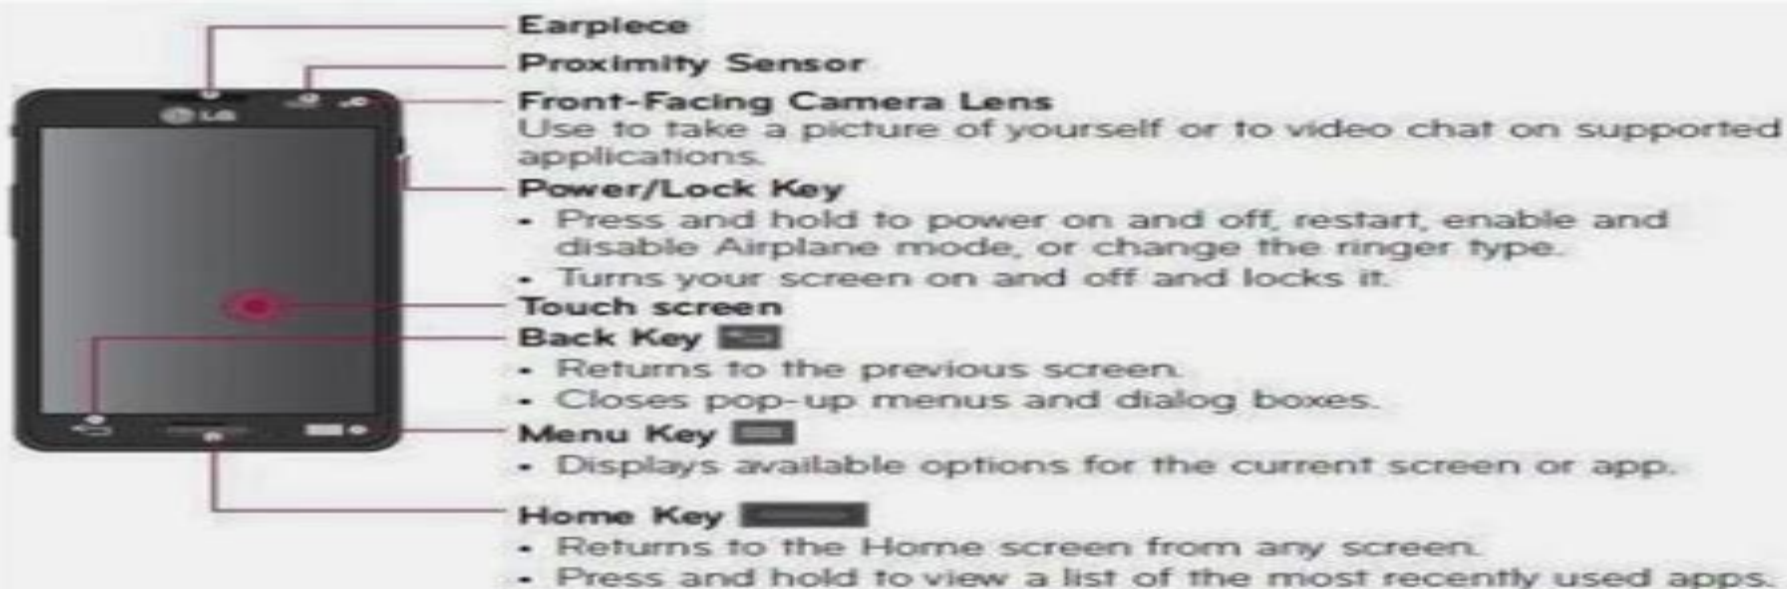 Earpiece
Proximity Sensor
Front-Facing Camera Lens
Use to take a picture of yourself or to video chat on supported
applications.
LG
Power/Lock Key
• Press and hold to power on and off, restart, enable and
disable Airplane mode, or change the ringer type.
• Turns your screen on and off and locks it.
Touch screen
Back Key
• Returns to the previous screen.
• Closes pop-up menus and dialog boxes.
Menu Key
• Displays available options for the current screen or app.
Home Key
• Returns to the Home screen from any screen.
• Press and hold to view a list of the most recently used apps.